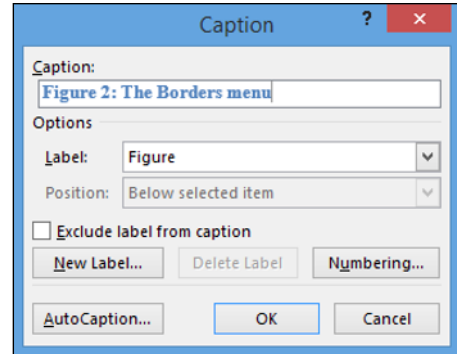 Caption ? ×
Caption:
Figure 2: The Borders menu
Options
Label: Figure
Position: Below selected item
Exclude label from caption
New Label... Delete Label Numbering...
AutoCaption... OK Cancel